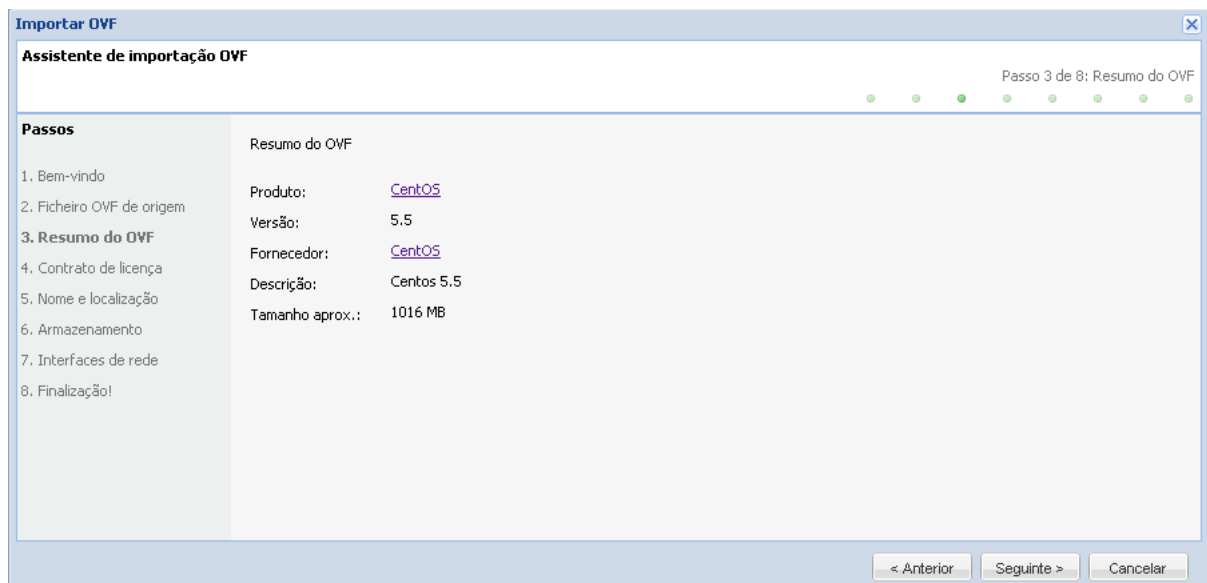 Importar OVF
Assistente de importação OVF
Passo 3 de 8: Resumo do OVF
Passos
1. Bem-vindo
2. Ficheiro OVF de origem
3. Resumo do OVF
4. Contrato de licença
5. Nome e localização
6. Armazenamento
7. Interfaces de rede
8. Finalização!
Resumo do OVF
Produto: CentOS
Versão: 5.5
Fornecedor: CentOS
Descrição: Centos 5.5
Tamanho aprox.: 1016 MB
< Anterior Seguinte > Cancelar